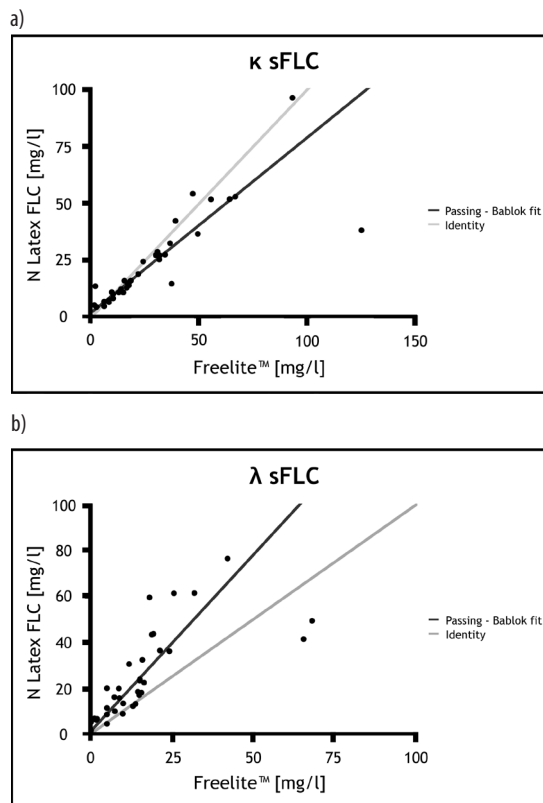 a)
κ sFLC
100
75
50
25
0
N Latex FLC [mg/l]
0 50 100 150
Freelite™ [mg/l]
Passing - Bablok fit
Identity
b)
λ sFLC
100
80
60
40
20
0
N Latex FLC [mg/l]
0 25 50 75 100
Freelite™ [mg/l]
Passing - Bablok fit
Identity